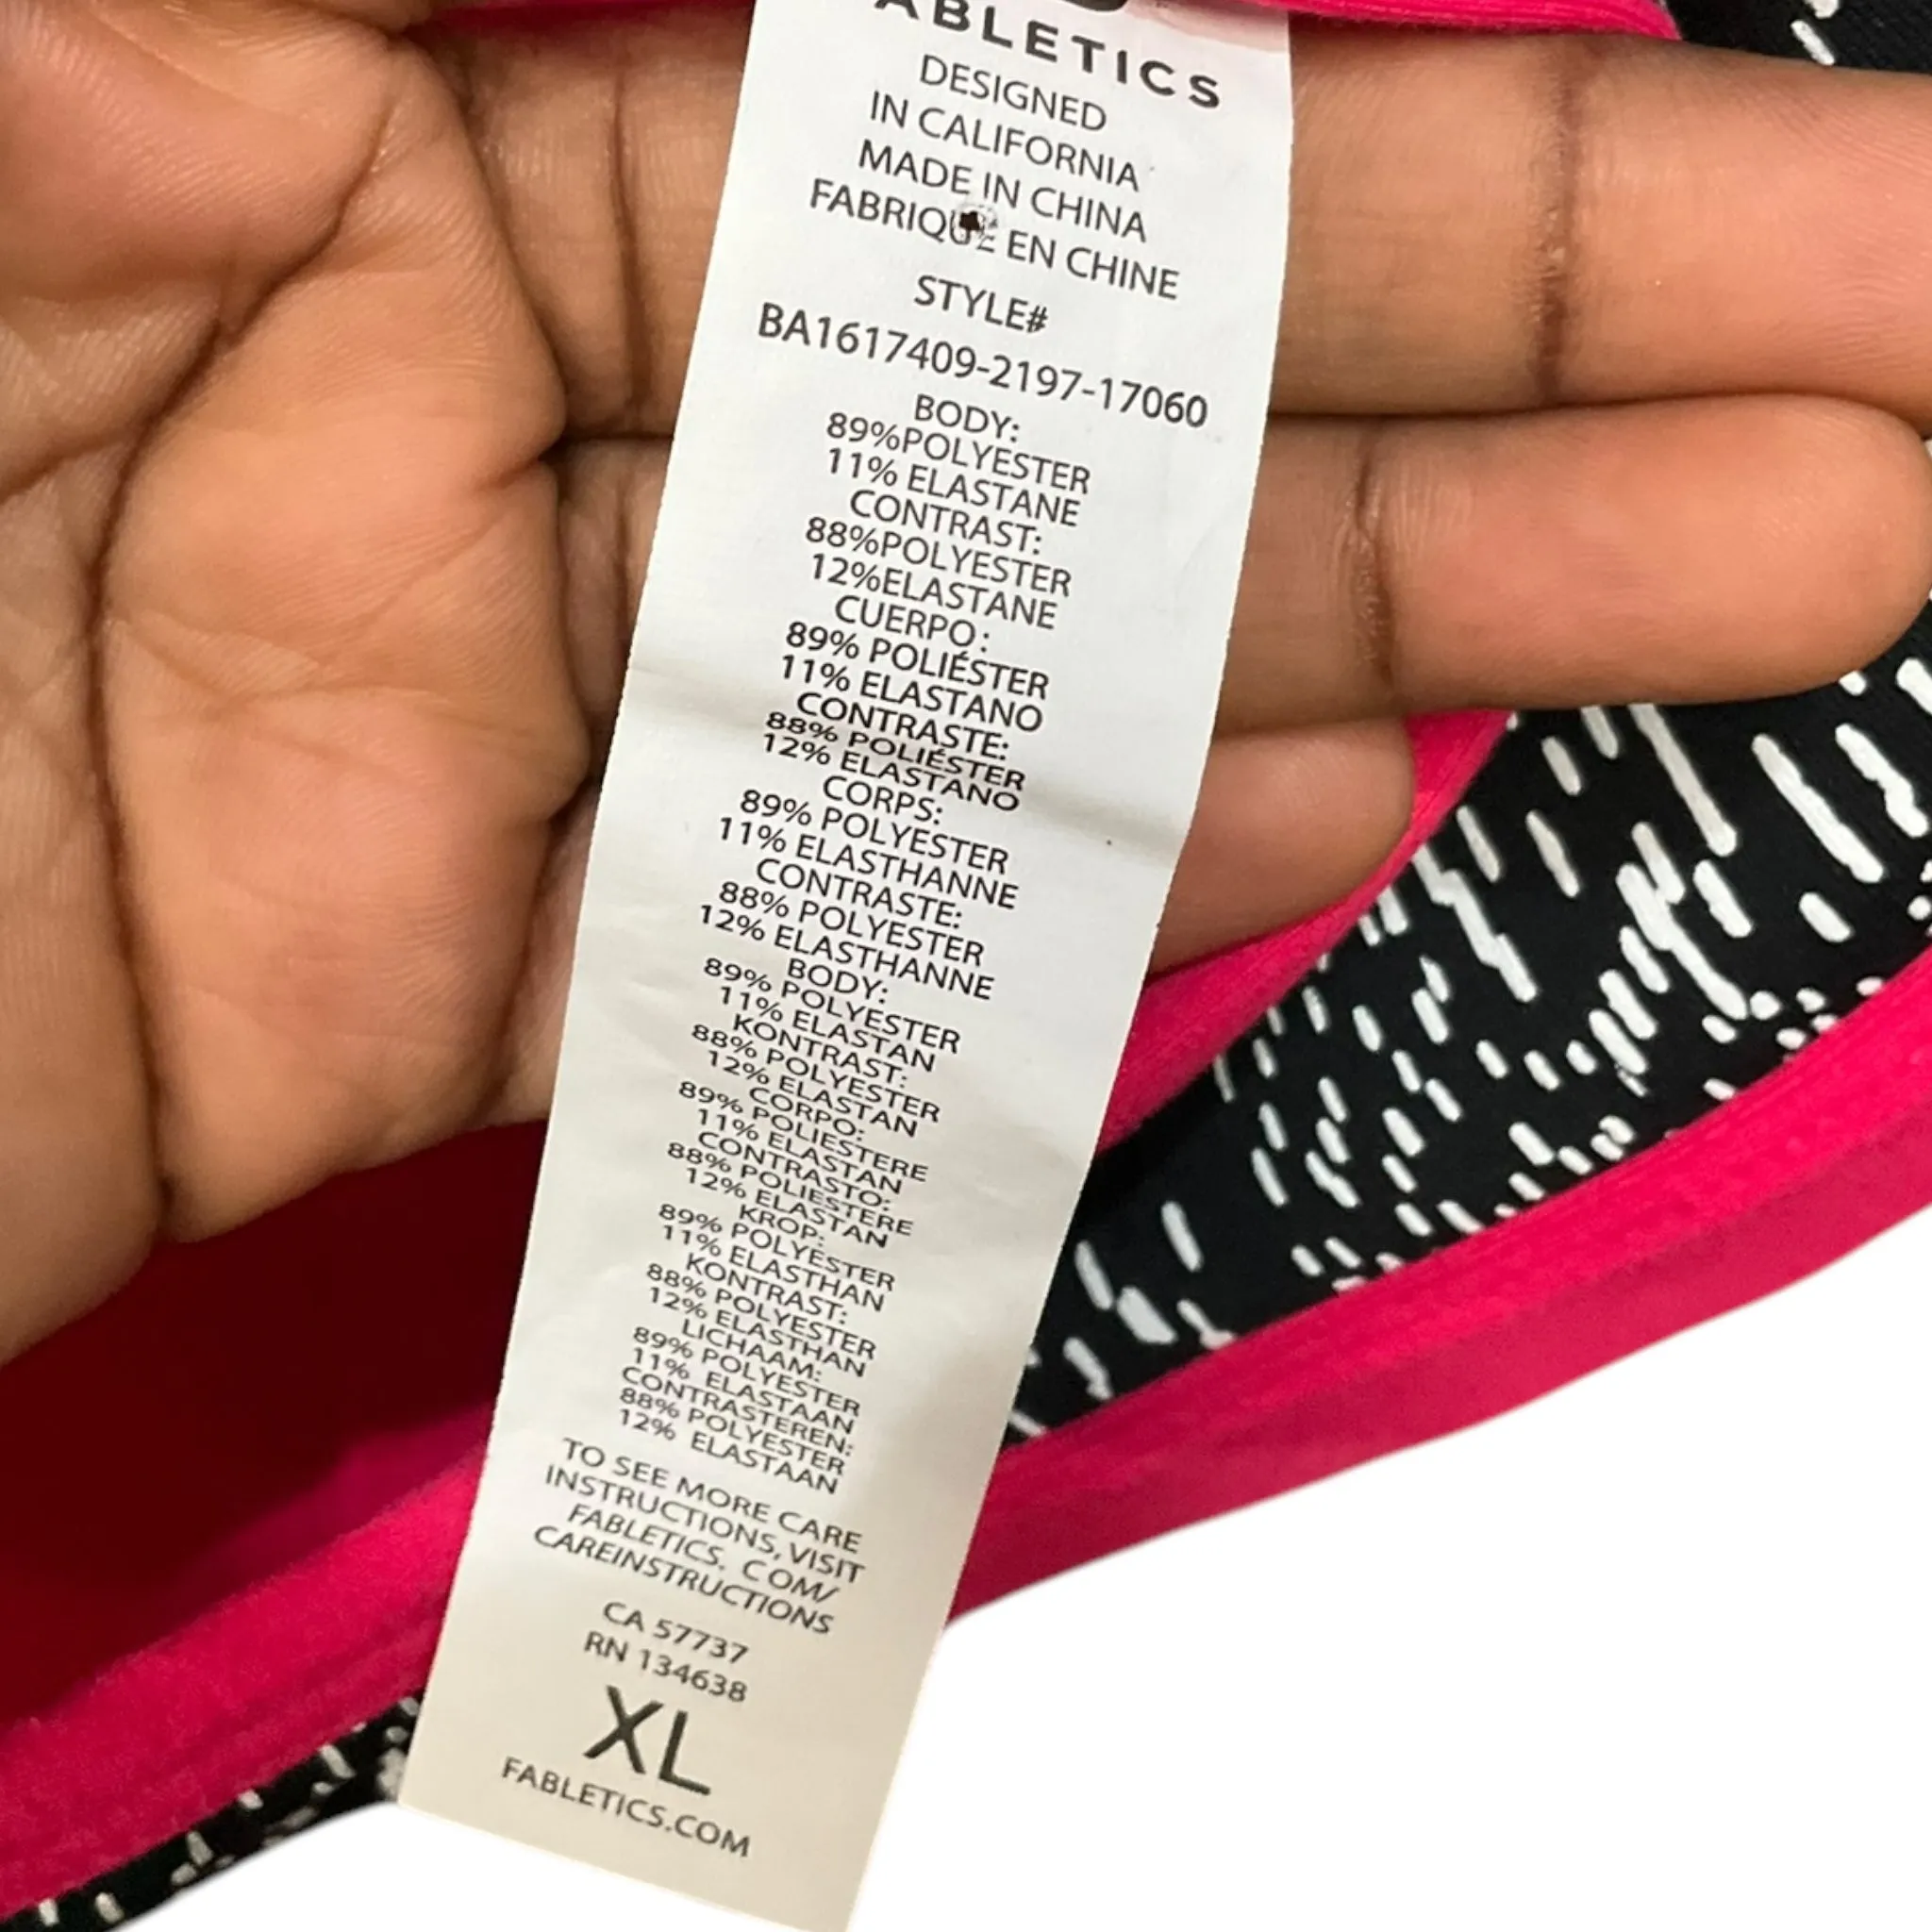 ABLETICS
DESIGNED
IN CALIFORNIA
MADE IN CHINA
FABRIQUE EN CHINE
STYLE#
BA1617409-2197-17060
BODY:
89%POLYESTER
11% ELASTANE
CONTRAST:
88%POLYESTER
12%ELASTANE
CUERPO:
89% POLIÉSTER
11% ELASTANO
CONTRASTE:
88% POLIÉSTER
12% ELASTANO
CORPS:
89% POLYESTER
11% ELASTHANNE
CONTRASTE:
88% POLYESTER
12% ELASTHANNE
BODY:
89% POLYESTER
11% ELASTAN
KONTRAST:
88% POLYESTER
12% ELASTAN
CORPO:
89% POLIESTERE
11% ELASTAN
CONTRASTO:
88% POLIESTERE
12% ELASTAN
KROP:
89% POLYESTER
11% ELASTHAN
KONTRAST:
88% POLYESTER
12% ELASTHAN
LICHAAM:
89% POLYESTER
11% ELASTAAN
CONTRASTEREN:
88% POLYESTER
12% ELASTAAN
TO SEE MORE CARE
INSTRUCTIONS, VISIT
FABLETICS. COM/
CAREINSTRUCTIONS
CA 57737
RN 134638
XL
FABLETICS.COM